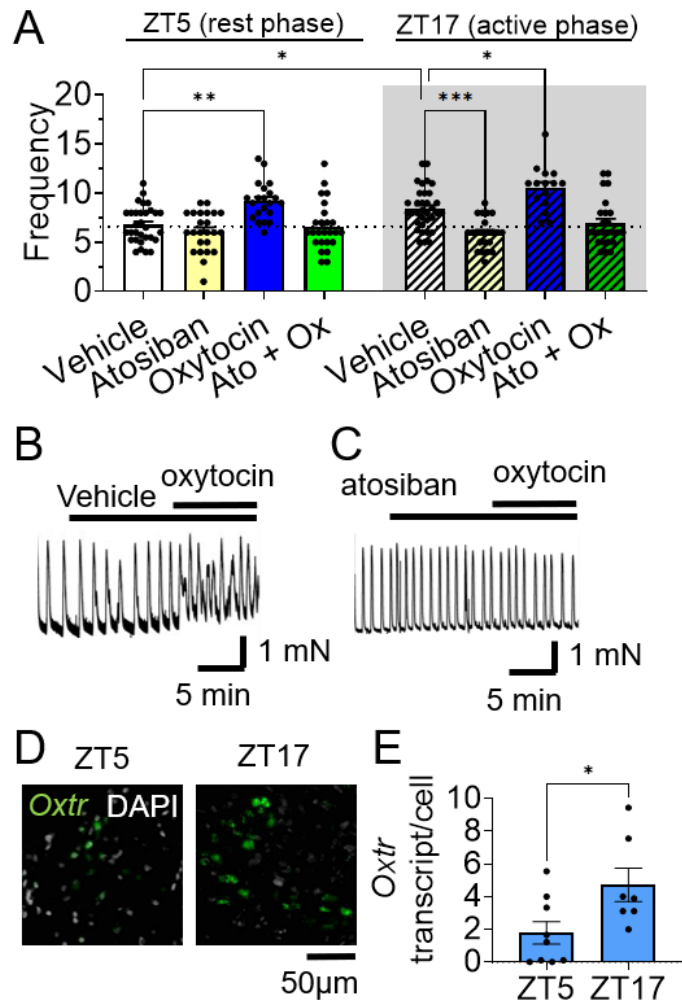 A
ZT5 (rest phase) ZT17 (active phase)
* *
** ***
20
15
10
5
0
Frequency
Vehicle Atosiban Oxytocin Ato + Ox Vehicle Atosiban Oxytocin Ato + Ox
B C
oxytocin oxytocin
Vehicle atosiban
1 mN 1 mN
5 min 5 min
D E
ZT5 ZT17
Oxtr DAPI
50µm
*
10
8
6
4
2
0
Oxtr
transcript/cell
ZT5 ZT17